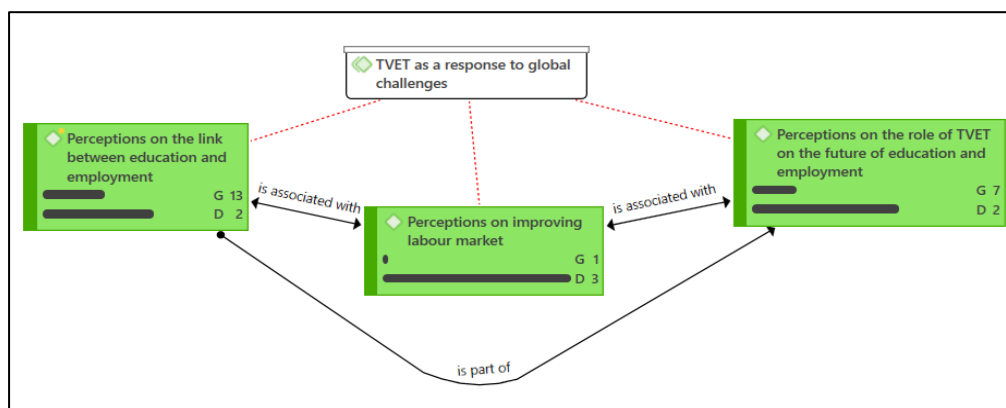 TVET as a response to global
challenges
Perceptions on the link
between education and
employment
G 13
D 2
is associated with
Perceptions on improving
labour market
G 1
D 3
is associated with
Perceptions on the role of TVET
on the future of education and
employment
G 7
D 2
is part of